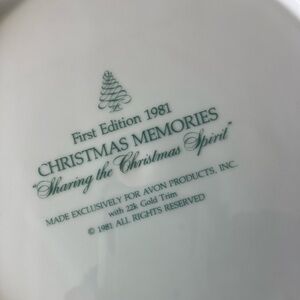 First Edition 1981
CHRISTMAS MEMORIES
"Sharing the Christmas Spirit"
MADE EXCLUSIVELY FOR AVON PRODUCTS, INC.
with 22k Gold Trim
© 1981 ALL RIGHTS RESERVED